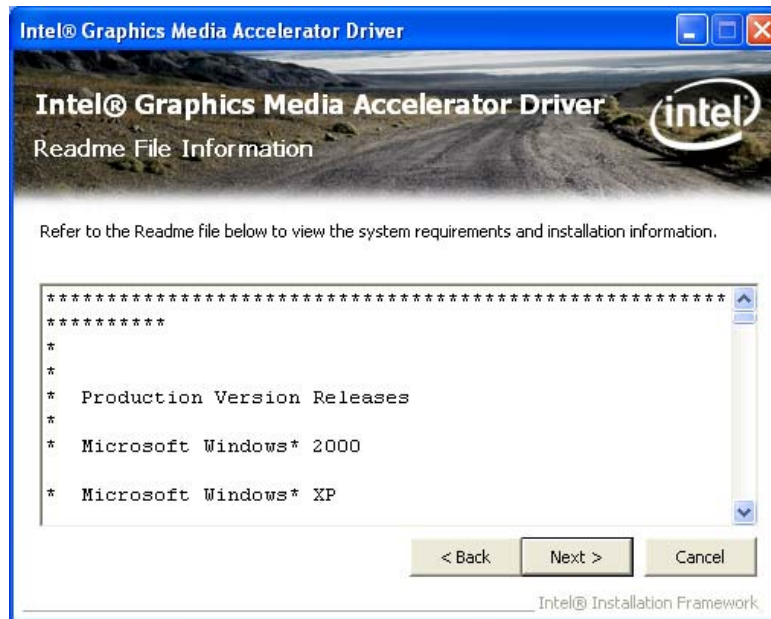 Intel® Graphics Media Accelerator Driver
Intel® Graphics Media Accelerator Driver
intel
Readme File Information
Refer to the Readme file below to view the system requirements and installation information.
********************************************************
**********
*
*
* Production Version Releases
*
* Microsoft Windows* 2000
* Microsoft Windows* XP
< Back
Next >
Cancel
Intel® Installation Framework